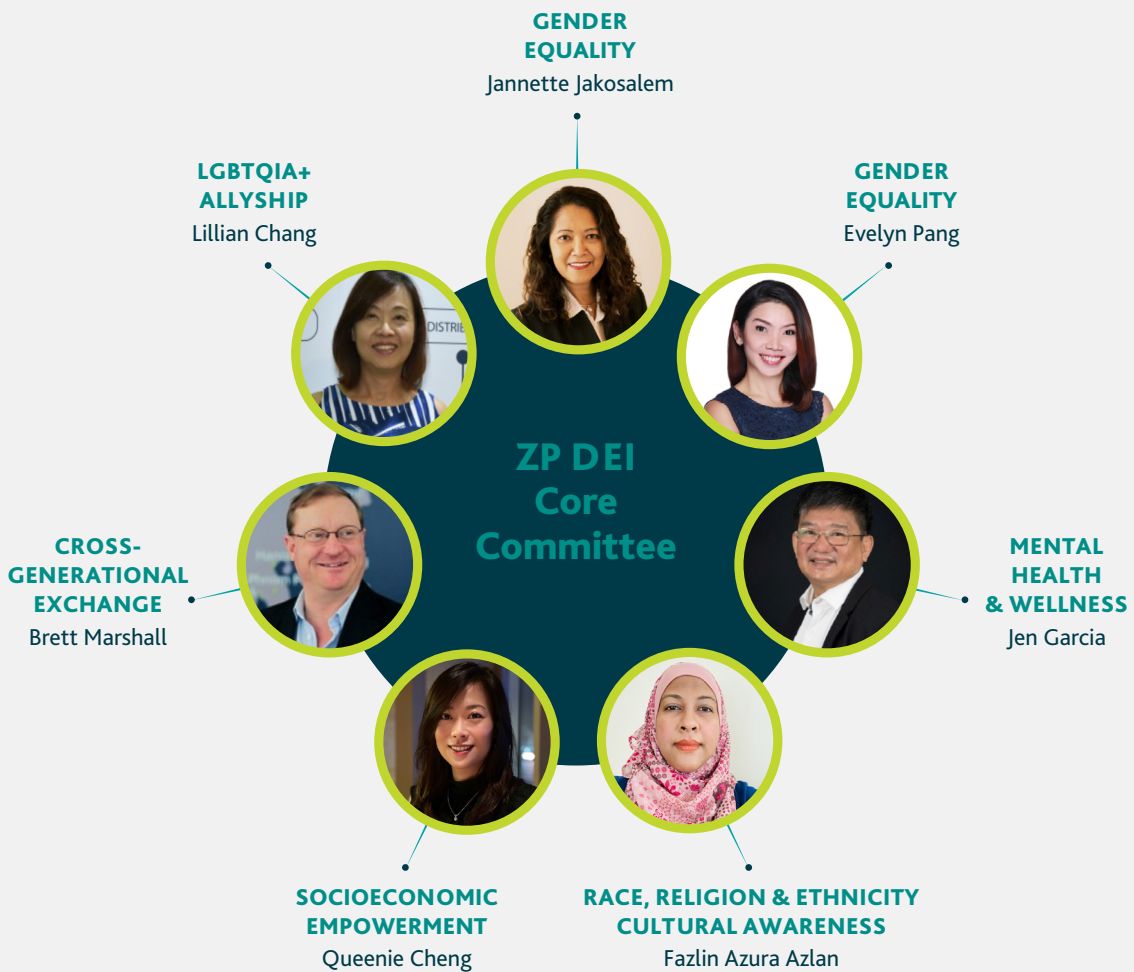 GENDER
EQUALITY
Jannette Jakosalem
LGBTQIA+
ALLYSHIP
Lillian Chang
GENDER
EQUALITY
Evelyn Pang
ZP DEI
Core
Committee
CROSS-
GENERATIONAL
EXCHANGE
Brett Marshall
MENTAL
HEALTH
& WELLNESS
Jen Garcia
SOCIOECONOMIC
EMPOWERMENT
Queenie Cheng
RACE, RELIGION & ETHNICITY
CULTURAL AWARENESS
Fazlin Azura Azlan